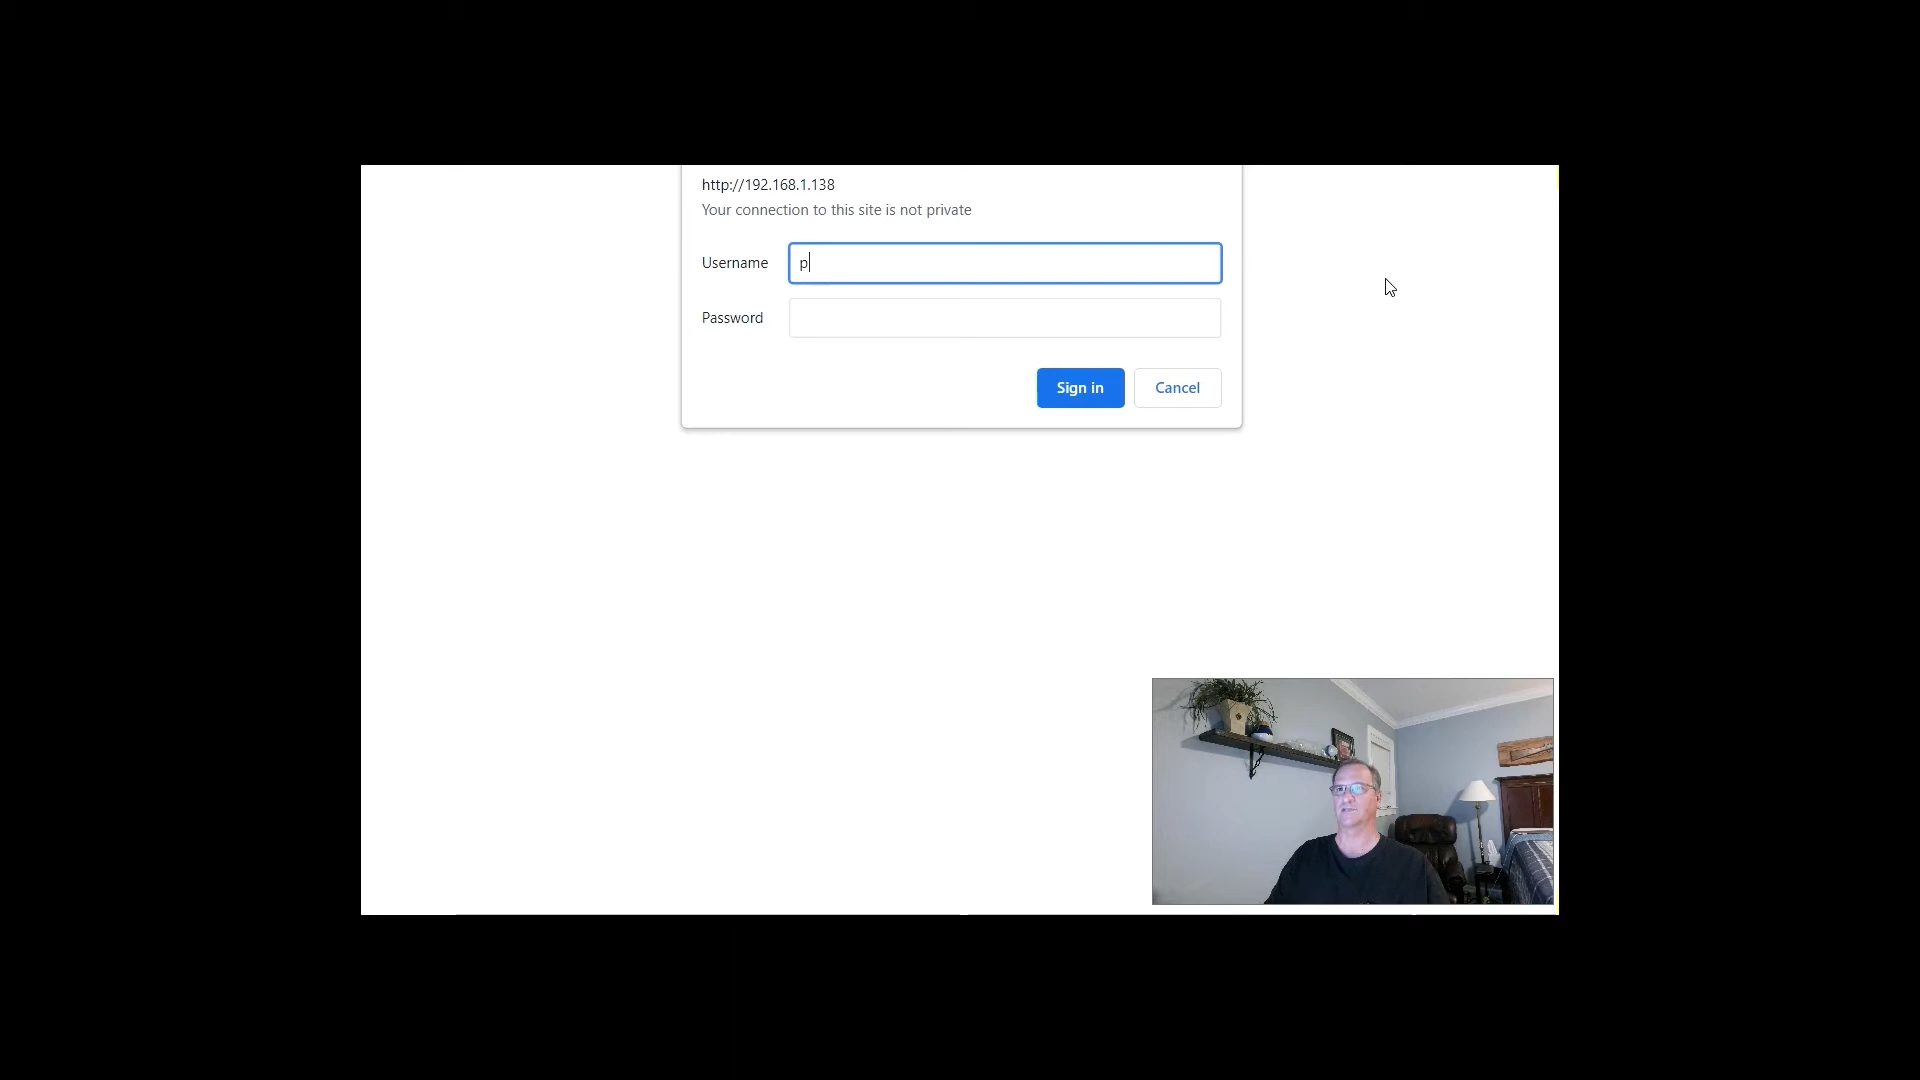 http://192.168.1.138
Your connection to this site is not private
Username p
Password
Sign in Cancel